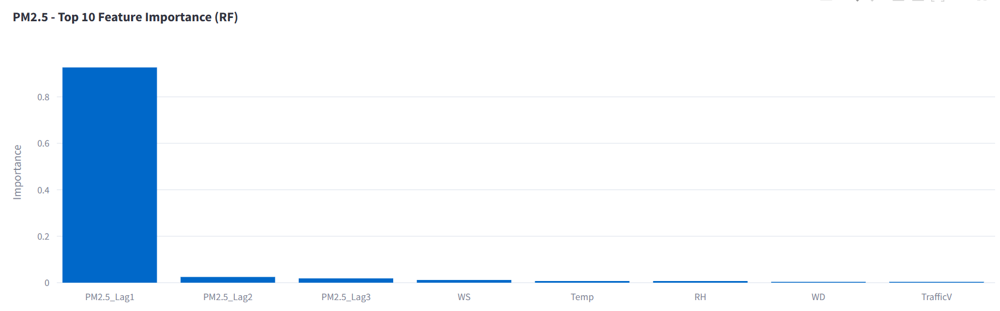 PM2.5 - Top 10 Feature Importance (RF)
Importance
0.8
0.6
0.4
0.2
0
PM2.5_Lag1 PM2.5_Lag2 PM2.5_Lag3 WS Temp RH WD TrafficV